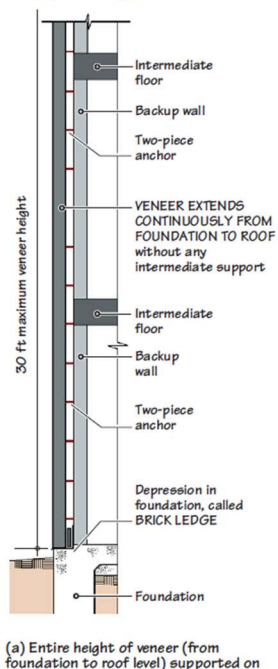 Intermediate
floor
Backup wall
Two-piece
anchor
VENEER EXTENDS
CONTINUOUSLY FROM
FOUNDATION TO ROOF
without any
intermediate support
30 ft maximum veneer height
Intermediate
floor
Backup
wall
Two-piece
anchor
Depression in
foundation, called
BRICK LEDGE
Foundation
(a) Entire height of veneer (from
foundation to roof level) supported on